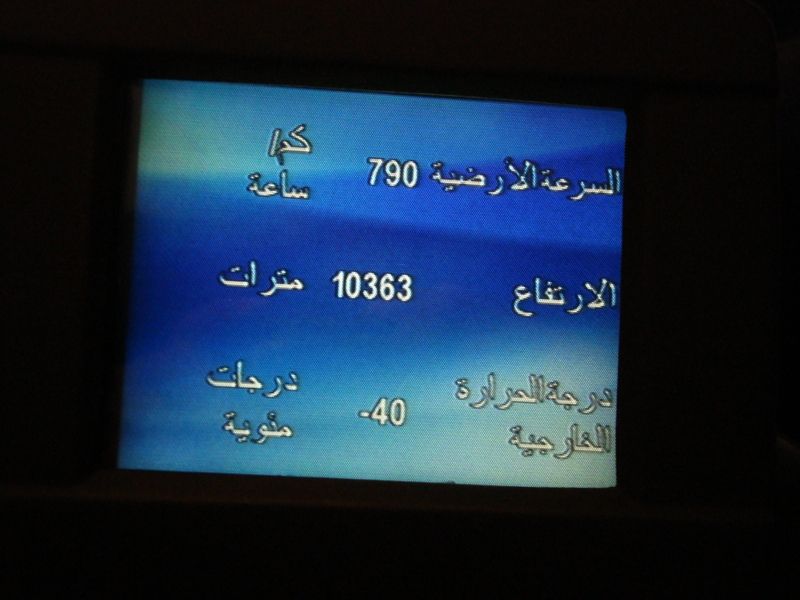 السرعة الأرضية 790 كم/
ساعة
الارتفاع 10363 مترات
درجة الحرارة -40 درجات
الخارجية مئوية